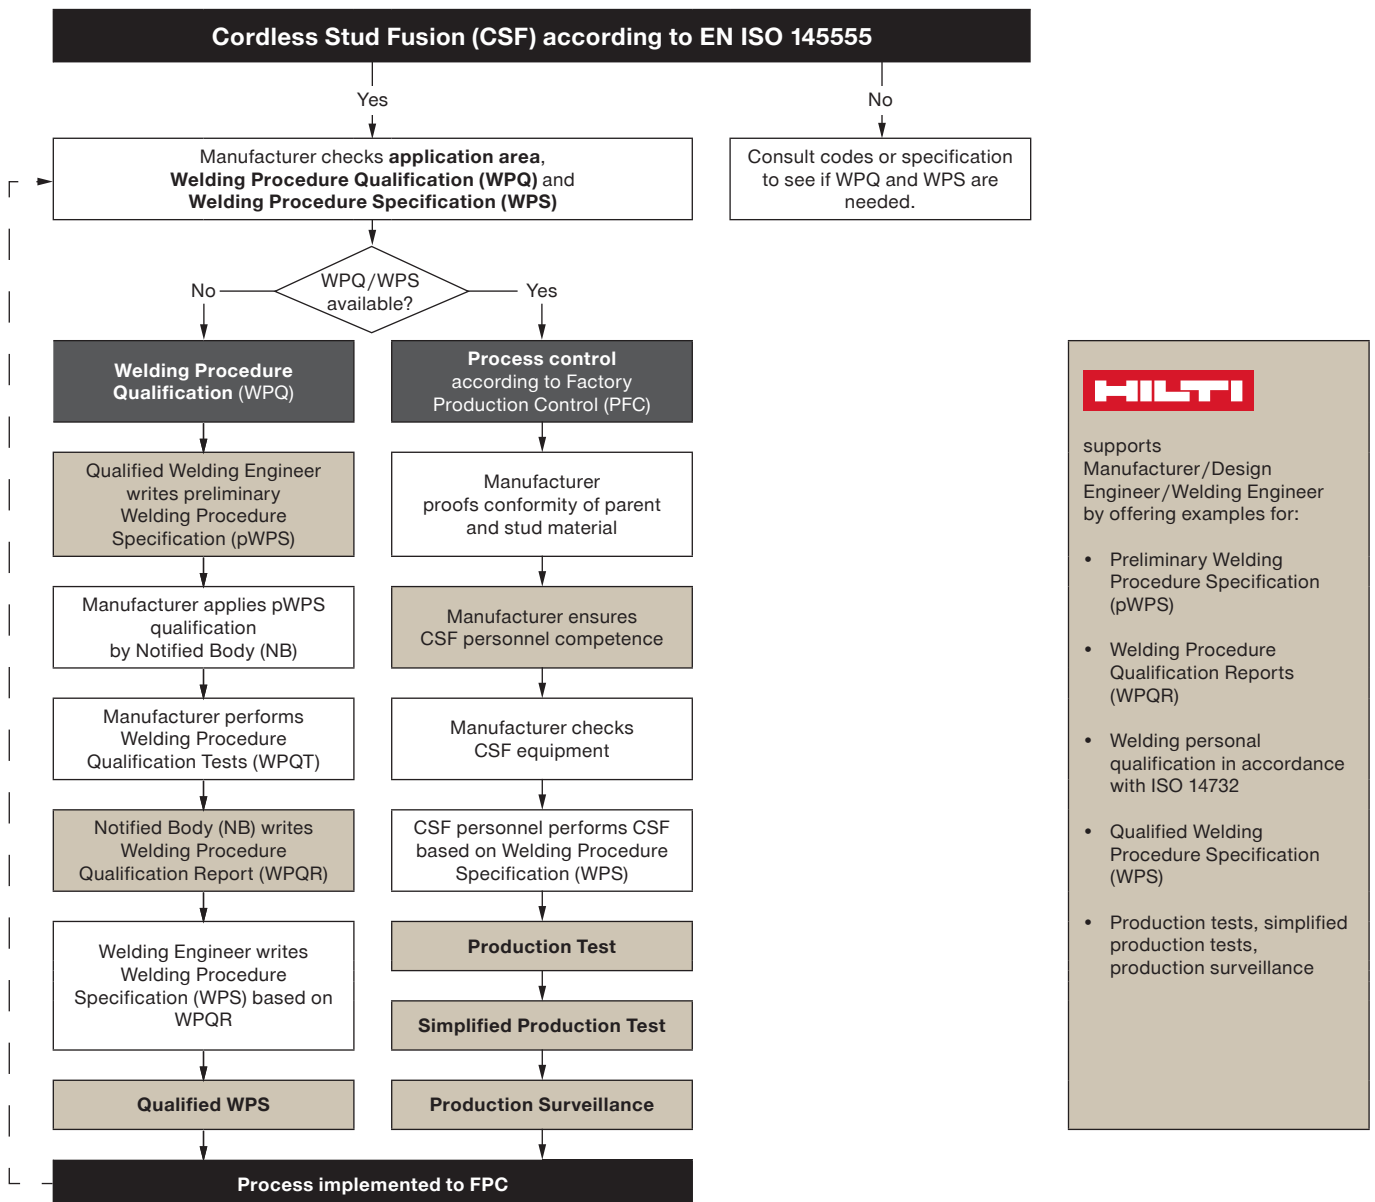 Cordless Stud Fusion (CSF) according to EN ISO 145555
Yes
No
Manufacturer checks application area,
Welding Procedure Qualification (WPQ) and
Welding Procedure Specification (WPS)
Consult codes or specification
to see if WPQ and WPS are
needed.
WPQ/WPS
available?
No
Yes
Welding Procedure
Qualification (WPQ)
Qualified Welding Engineer
writes preliminary
Welding Procedure
Specification (pWPS)
Manufacturer applies pWPS
qualification
by Notified Body (NB)
Manufacturer performs
Welding Procedure
Qualification Tests (WPQT)
Notified Body (NB) writes
Welding Procedure
Qualification Report (WPQR)
Welding Engineer writes
Welding Procedure
Specification (WPS) based on
WPQR
Qualified WPS
Process control
according to Factory
Production Control (PFC)
Manufacturer
proofs conformity of parent
and stud material
Manufacturer ensures
CSF personnel competence
Manufacturer checks
CSF equipment
CSF personnel performs CSF
based on Welding Procedure
Specification (WPS)
Production Test
Simplified Production Test
Production Surveillance
Process implemented to FPC
HILTI
supports
Manufacturer/Design
Engineer/Welding Engineer
by offering examples for:
• Preliminary Welding
Procedure Specification
(pWPS)
• Welding Procedure
Qualification Reports
(WPQR)
• Welding personal
qualification in accordance
with ISO 14732
• Qualified Welding
Procedure Specification
(WPS)
• Production tests, simplified
production tests,
production surveillance